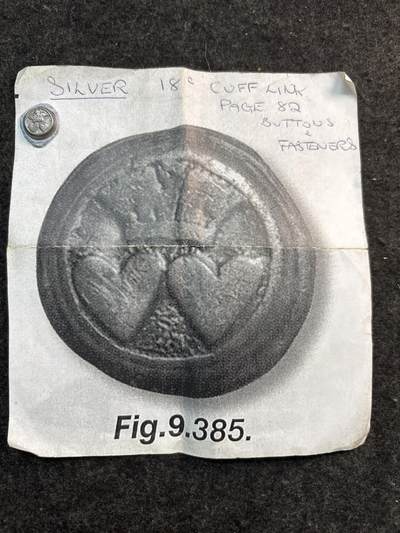 SILVER 18c CUFF LINK
PAGE 82
BUTTONS
&
FASTENERS
Fig.9.385.